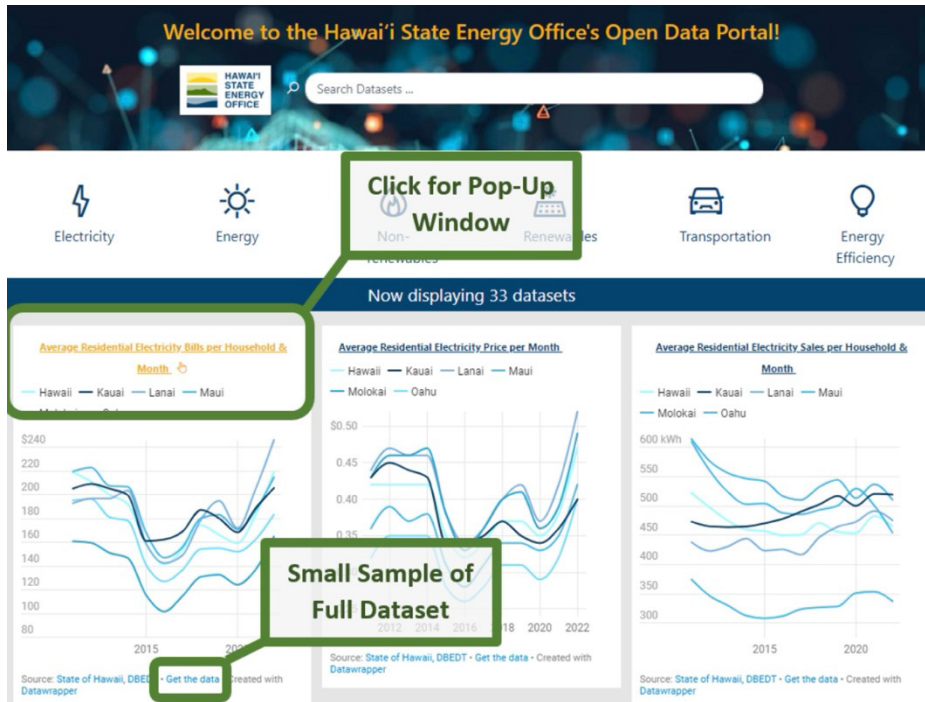 Welcome to the Hawaiʻi State Energy Office's Open Data Portal!
HAWAI'I
STATE
ENERGY
OFFICE
Search Datasets ...
Click for Pop-Up
Window
Electricity
Energy
Non-
renewables
Renewables
Transportation
Energy
Efficiency
Now displaying 33 datasets
Average Residential Electricity Bills per Household &
Month
Hawaii Kauai Lanai Maui
Molokai Oahu
$240
220
200
180
160
140
120
100
80
2015
Source: State of Hawaii, DBEDT • Get the data • Created with
Datawrapper
Average Residential Electricity Price per Month
Hawaii Kauai Lanai Maui
Molokai Oahu
$0.50
0.45
0.40
0.35
2012 2014 2016 2018 2020 2022
Source: State of Hawaii, DBEDT • Get the data • Created with
Datawrapper
Small Sample of
Full Dataset
Average Residential Electricity Sales per Household &
Month
Hawaii Kauai Lanai Maui
Molokai Oahu
600 kWh
550
500
450
400
350
300
2015 2020
Source: State of Hawaii, DBEDT • Get the data • Created with
Datawrapper